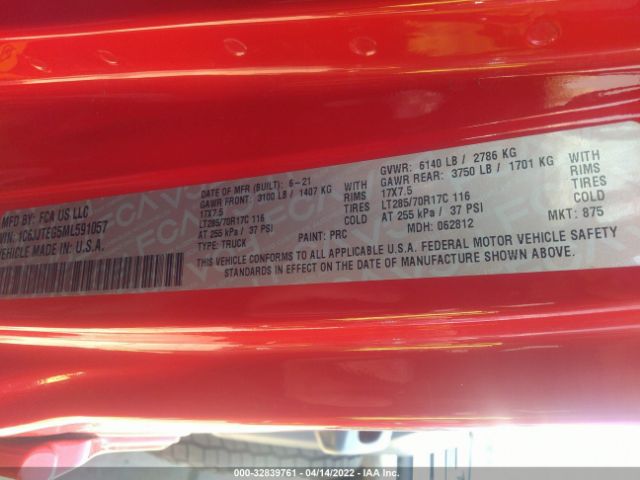 MFD BY: FCA US LLC
VIN: 1C6JJTEG5ML591057
VEHICLE MADE IN: U.S.A.
DATE OF MFR (BUILT): 6-21
GAWR FRONT: 3100 LB / 1407 KG WITH
17X7.5 RIMS
LT285/70R17C 116 TIRES
AT 255 kPa / 37 PSI COLD
TYPE: TRUCK PAINT: PRC
GVWR: 6140 LB / 2786 KG
GAWR REAR: 3750 LB / 1701 KG WITH
17X7.5 RIMS
LT285/70R17C 116 TIRES
AT 255 kPa / 37 PSI COLD
MDH: 062812 MKT: 875
THIS VEHICLE CONFORMS TO ALL APPLICABLE U.S.A. FEDERAL MOTOR VEHICLE SAFETY
STANDARDS IN EFFECT ON THE DATE OF MANUFACTURE SHOWN ABOVE.
000-32839761 - 04/14/2022 - IAA Inc.